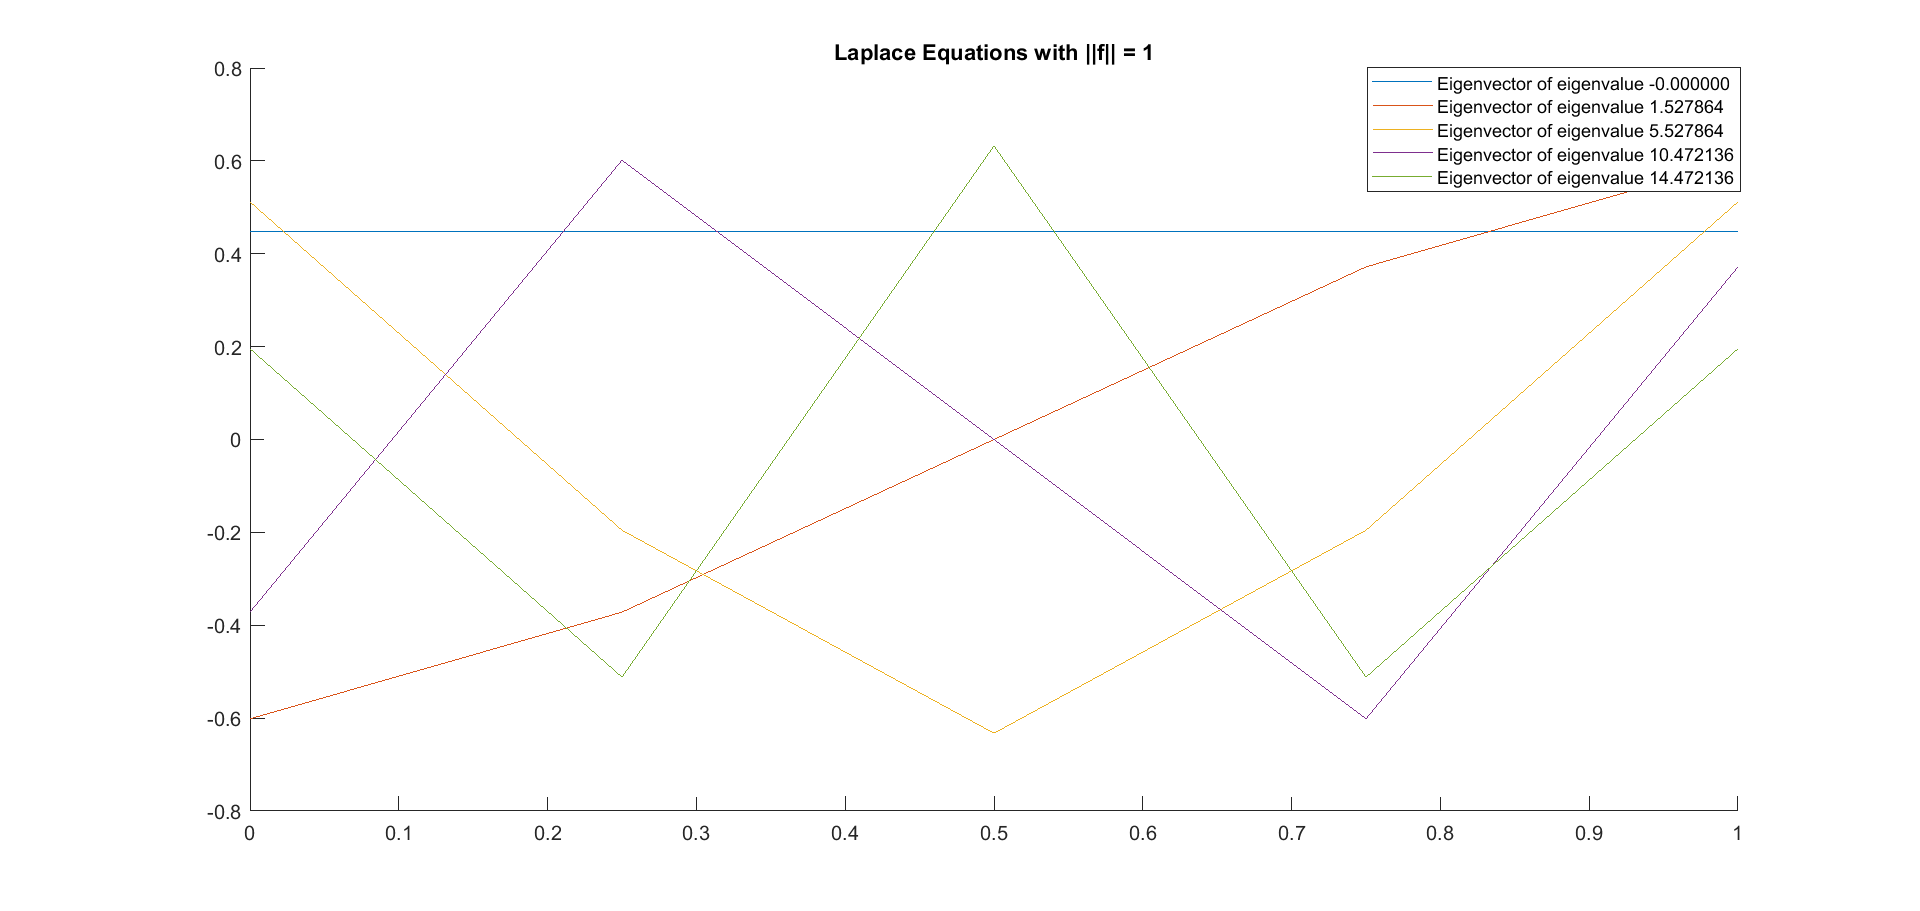 Laplace Equations with ||f|| = 1
Eigenvector of eigenvalue -0.000000
Eigenvector of eigenvalue 1.527864
Eigenvector of eigenvalue 5.527864
Eigenvector of eigenvalue 10.472136
Eigenvector of eigenvalue 14.472136
0.8
0.6
0.4
0.2
0
-0.2
-0.4
-0.6
-0.8
0 0.1 0.2 0.3 0.4 0.5 0.6 0.7 0.8 0.9 1